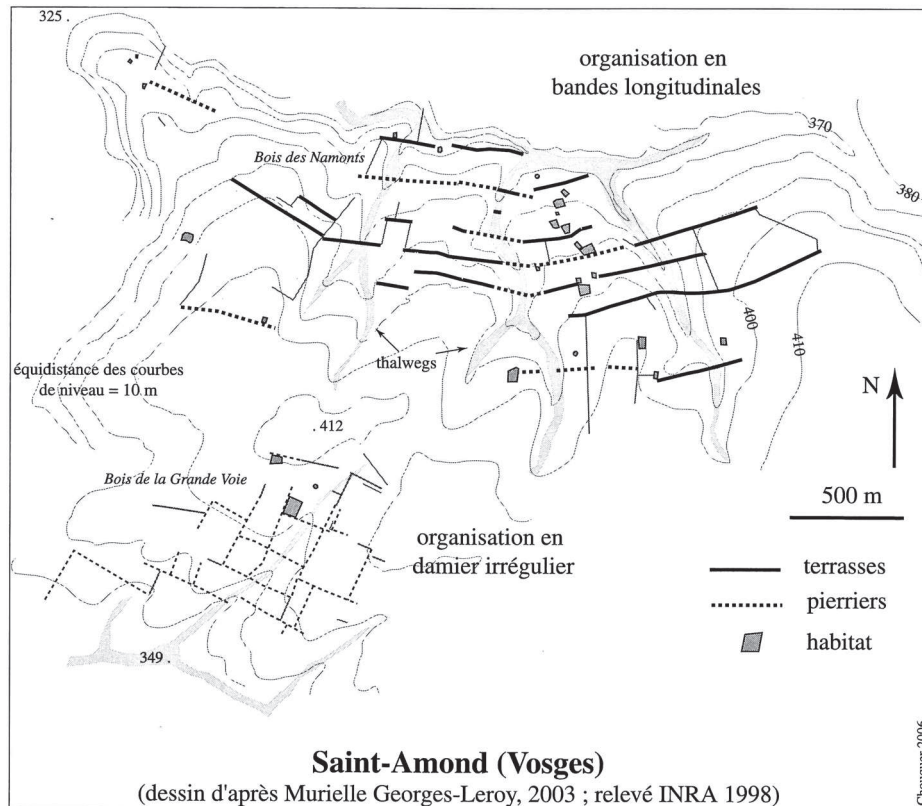 325 .
organisation en
bandes longitudinales
370
Bois des Namonts
380
400
410
thalwegs
équidistance des courbes
de niveau = 10 m
N
. 412
Bois de la Grande Voie
500 m
organisation en
damier irrégulier
terrasses
pierriers
habitat
349 .
Saint-Amond (Vosges)
(dessin d'après Murielle Georges-Leroy, 2003 ; relevé INRA 1998)
2006